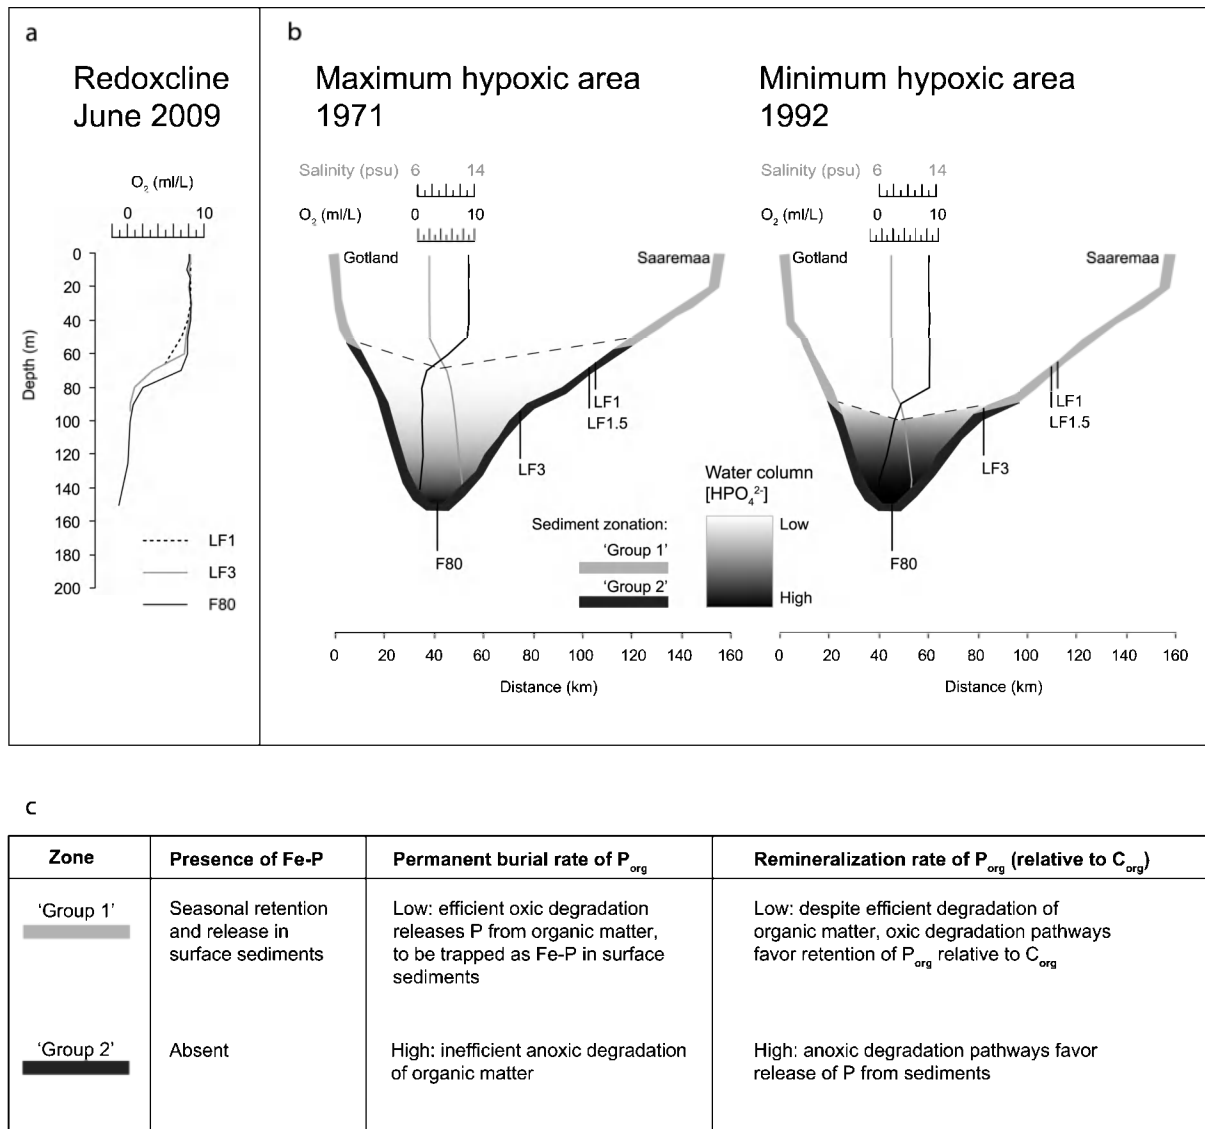 a
Redoxcline
June 2009
O₂ (ml/L)
0 10
Depth (m)
0
20
40
60
80
100
120
140
160
180
200
LF1
LF3
F80
b
Maximum hypoxic area
1971
Salinity (psu) 6 14
O₂ (ml/L) 0 10
Gotland
Saaremaa
LF1
LF1.5
LF3
F80
Minimum hypoxic area
1992
Salinity (psu) 6 14
O₂ (ml/L) 0 10
Gotland
Saaremaa
LF1
LF1.5
LF3
F80
Sediment zonation:
'Group 1'
'Group 2'
Water column
[HPO₄²⁻]
Low
High
0 20 40 60 80 100 120 140 160
Distance (km)
0 20 40 60 80 100 120 140 160
Distance (km)
c
Zone
Presence of Fe-P
Permanent burial rate of Porg
Remineralization rate of Porg (relative to Corg)
'Group 1'
Seasonal retention
and release in
surface sediments
Low: efficient oxic degradation
releases P from organic matter,
to be trapped as Fe-P in surface
sediments
Low: despite efficient degradation of
organic matter, oxic degradation pathways
favor retention of Porg relative to Corg
'Group 2'
Absent
High: inefficient anoxic degradation
of organic matter
High: anoxic degradation pathways favor
release of P from sediments